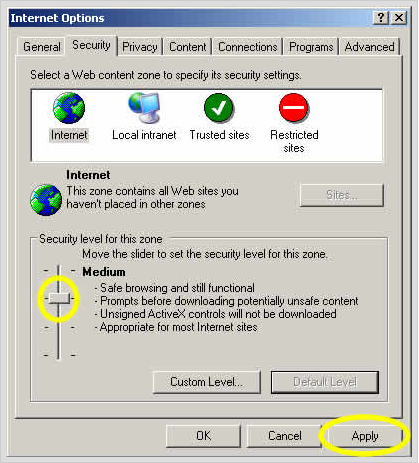 Internet Options
General Security Privacy Content Connections Programs Advanced
Select a Web content zone to specify its security settings.
Internet Local intranet Trusted sites Restricted sites
Internet
This zone contains all Web sites you
haven't placed in other zones
Sites...
Security level for this zone
Move the slider to set the security level for this zone.
Medium
- Safe browsing and still functional
- Prompts before downloading potentially unsafe content
- Unsigned ActiveX controls will not be downloaded
- Appropriate for most Internet sites
Custom Level... Default Level
OK Cancel Apply